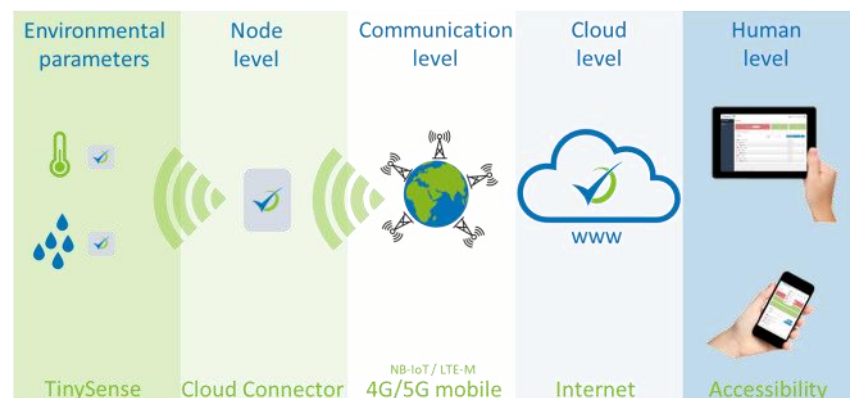 Environmental
parameters
Node
level
Communication
level
Cloud
level
Human
level
www
TinySense
Cloud Connector
NB-IoT / LTE-M
4G/5G mobile
Internet
Accessibility